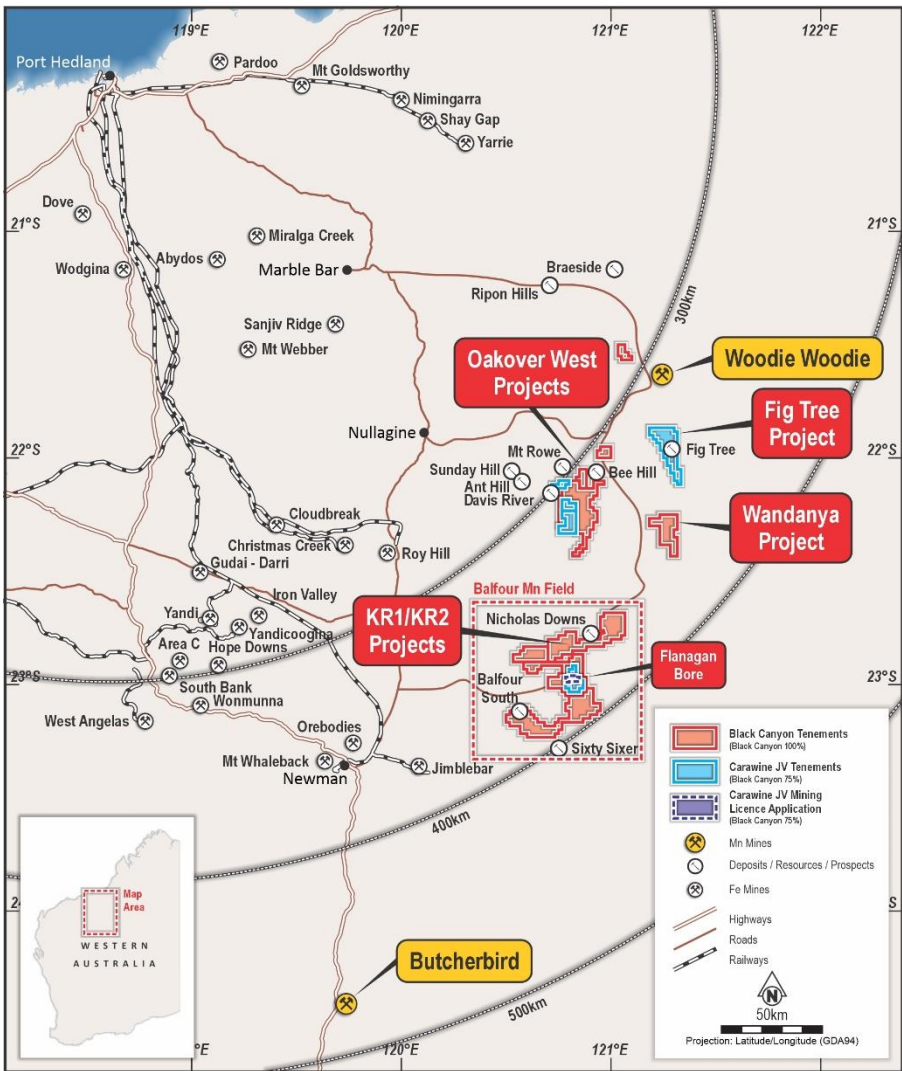 119°E
120°E
121°E
122°E
Port Hedland
Pardoo
Mt Goldsworthy
Nimingarra
Shay Gap
Yarrie
Dove
21°S
21°S
Miralga Creek
Abydos
Wodgina
Marble Bar
Braeside
Ripon Hills
300km
Sanjiv Ridge
Mt Webber
Oakover West
Projects
Woodie Woodie
Fig Tree
Project
Nullagine
22°S
22°S
Mt Rowe
Sunday Hill
Ant Hill
Davis River
Bee Hill
Fig Tree
Wandanya
Project
Cloudbreak
Christmas Creek
Roy Hill
Gudai - Darri
Iron Valley
Balfour Mn Field
KR1/KR2
Projects
Nicholas Downs
Yandi
Yandicoogina
Area C
Hope Downs
Flanagan
Bore
23°S
23°S
South Bank
Balfour
South
Wonmunna
West Angelas
Orebodies
Sixty Sixer
Mt Whaleback
Newman
Jimblebar
400km
Black Canyon Tenements
(Black Canyon 100%)
Carawine JV Tenements
(Black Canyon 75%)
Carawine JV Mining
Licence Application
(Black Canyon 75%)
Mn Mines
Deposits / Resources / Prospects
Fe Mines
Highways
Roads
Railways
N
50km
Projection: Latitude/Longitude (GDA94)
Map
Area
WESTERN
AUSTRALIA
Butcherbird
500km
120°E
121°E